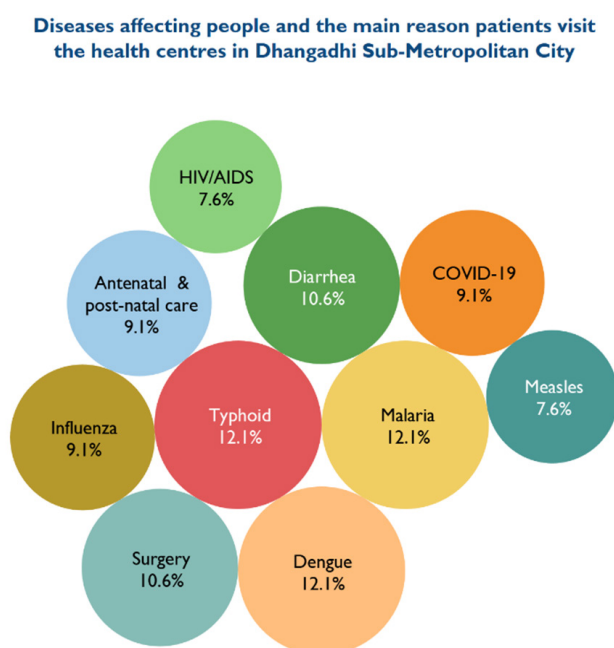 Diseases affecting people and the main reason patients visit
the health centres in Dhangadhi Sub-Metropolitan City
HIV/AIDS
7.6%
Diarrhea
10.6%
COVID-19
9.1%
Antenatal & 
post-natal care
9.1%
Measles
7.6%
Influenza
9.1%
Typhoid
12.1%
Malaria
12.1%
Surgery
10.6%
Dengue
12.1%